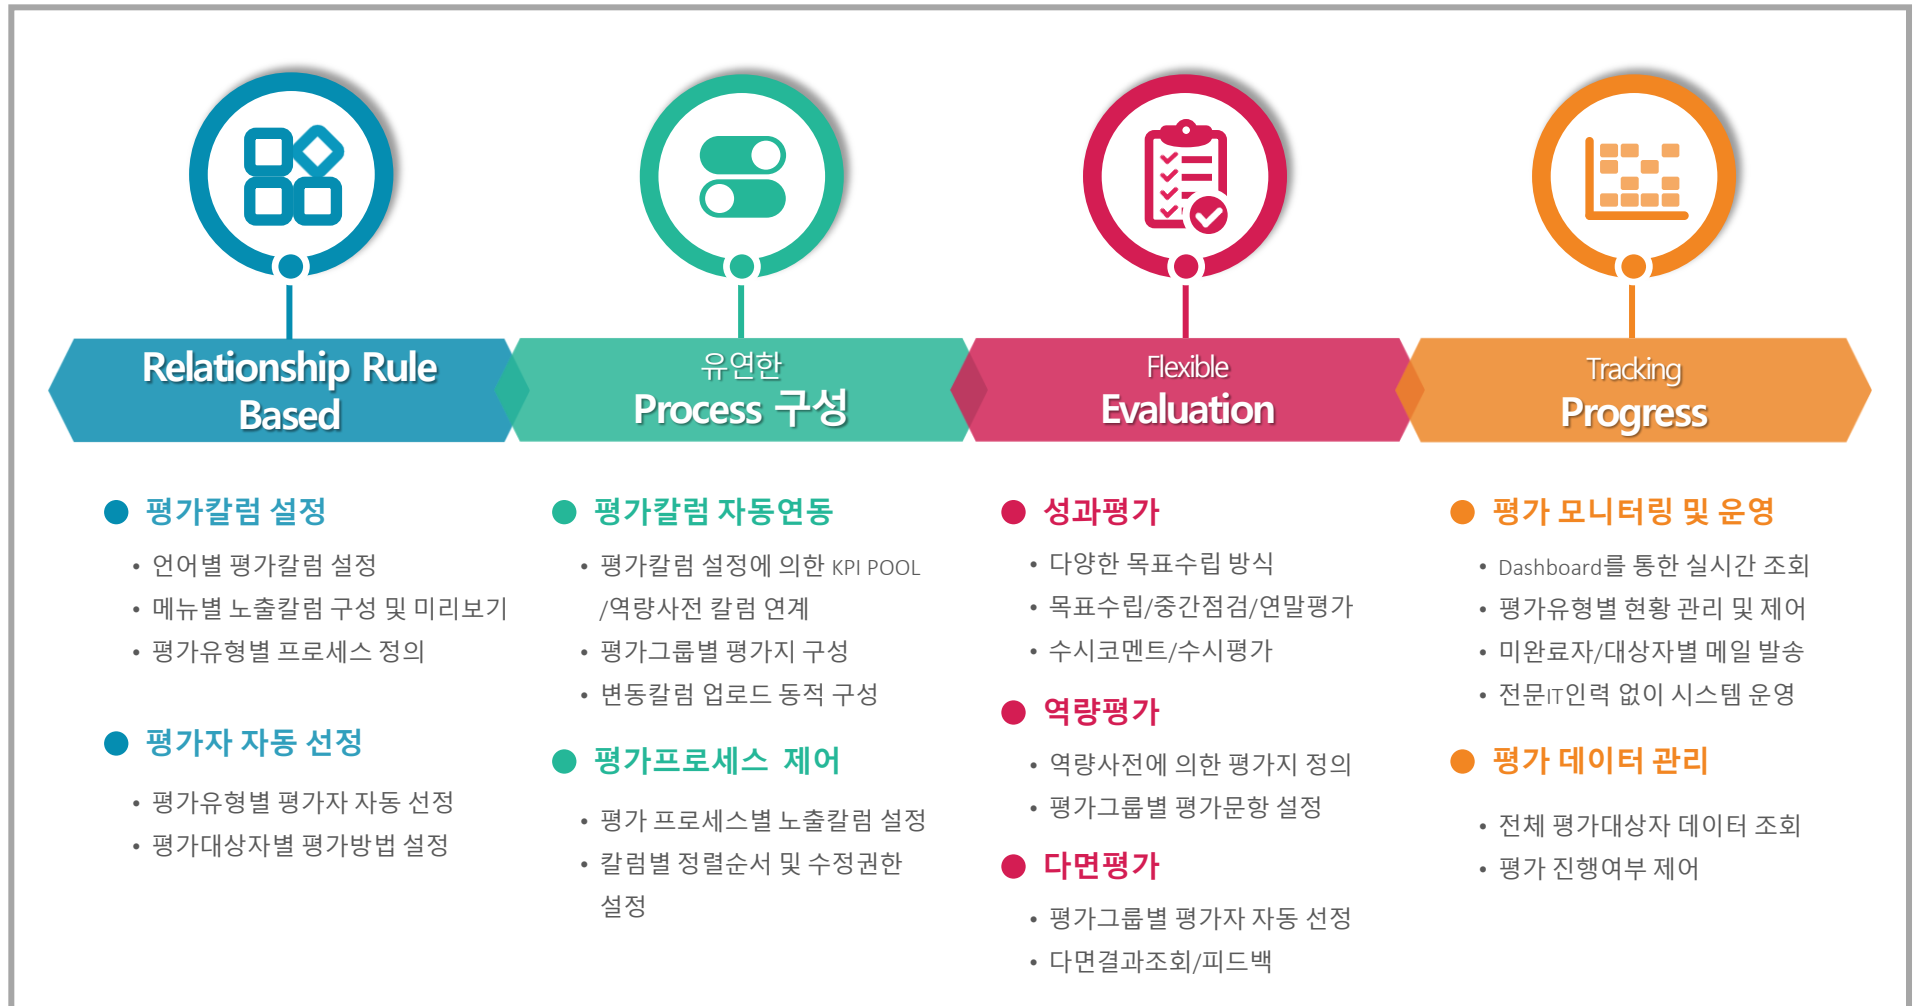 Relationship Rule
Based
유연한
Process 구성
Flexible
Evaluation
Tracking
Progress
● 평가칼럼 설정
• 언어별 평가칼럼 설정
• 메뉴별 노출칼럼 구성 및 미리보기
• 평가유형별 프로세스 정의
● 평가자 자동 선정
• 평가유형별 평가자 자동 선정
• 평가대상자별 평가방법 설정
● 평가칼럼 자동연동
• 평가칼럼 설정에 의한 KPI POOL
/역량사전 칼럼 연계
• 평가그룹별 평가지 구성
• 변동칼럼 업로드 동적 구성
● 평가프로세스 제어
• 평가 프로세스별 노출칼럼 설정
• 칼럼별 정렬순서 및 수정권한
설정
● 성과평가
• 다양한 목표수립 방식
• 목표수립/중간점검/연말평가
• 수시코멘트/수시평가
● 역량평가
• 역량사전에 의한 평가지 정의
• 평가그룹별 평가문항 설정
● 다면평가
• 평가그룹별 평가자 자동 선정
• 다면결과조회/피드백
● 평가 모니터링 및 운영
• Dashboard를 통한 실시간 조회
• 평가유형별 현황 관리 및 제어
• 미완료자/대상자별 메일 발송
• 전문IT인력 없이 시스템 운영
● 평가 데이터 관리
• 전체 평가대상자 데이터 조회
• 평가 진행여부 제어